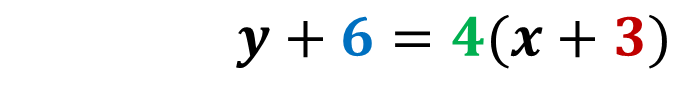 y + 6 = 4(x + 3)